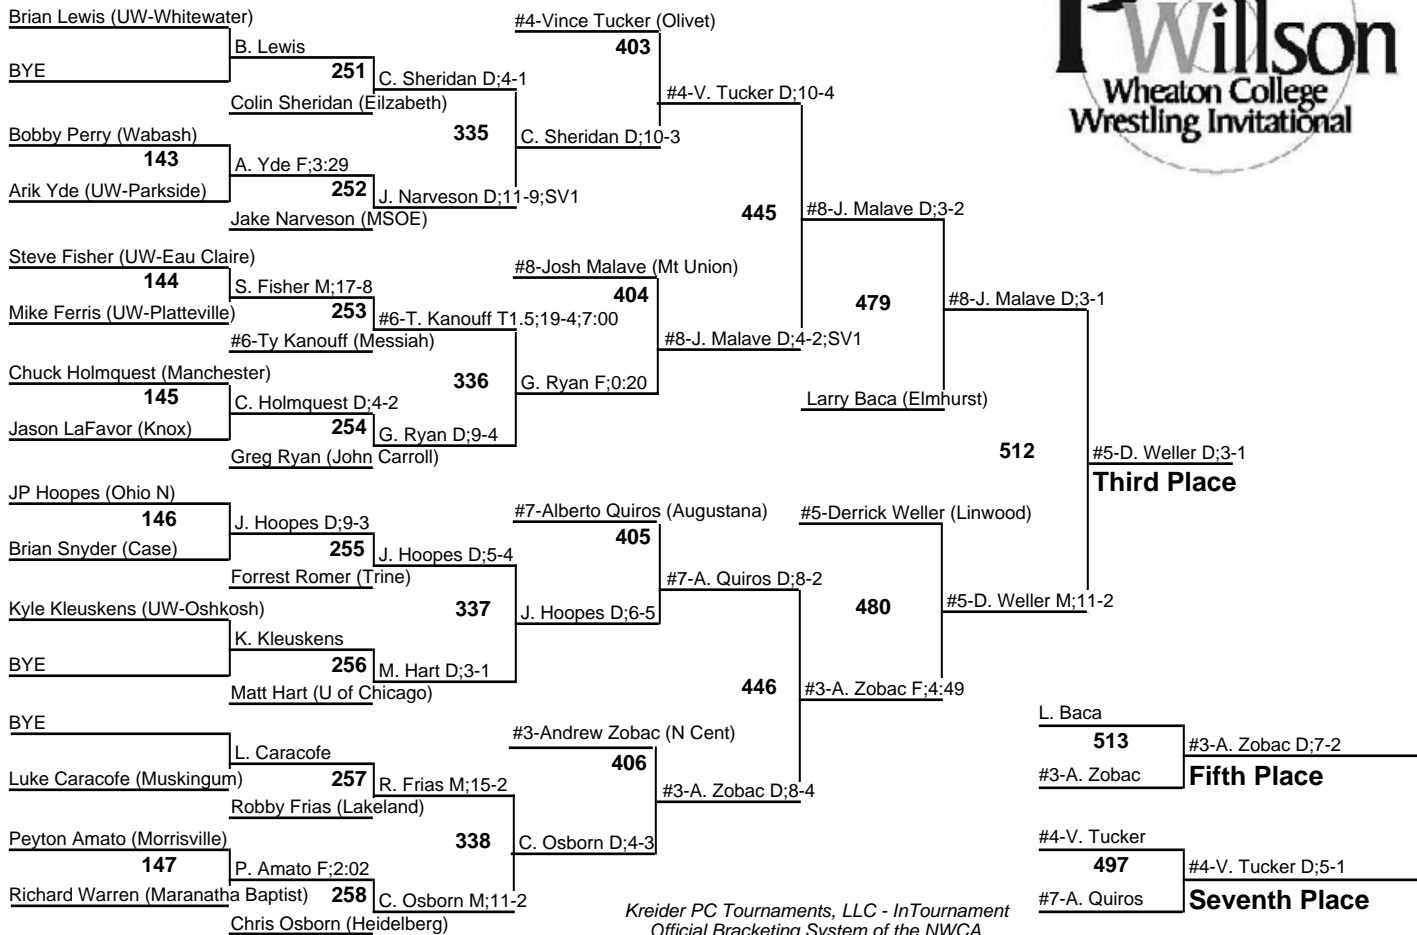 Brian Lewis (UW-Whitewater)
BYE
Bobby Perry (Wabash)
143
Arik Yde (UW-Parkside)
Steve Fisher (UW-Eau Claire)
144
Mike Ferris (UW-Platteville)
Chuck Holmquest (Manchester)
145
Jason LaFavor (Knox)
JP Hoopes (Ohio N)
146
Brian Snyder (Case)
Kyle Kleuskens (UW-Oshkosh)
BYE
BYE
Luke Caracofe (Muskingum)
Peyton Amato (Morrisville)
147
Richard Warren (Maranatha Baptist)
B. Lewis
251
Colin Sheridan (Eilzabeth)
A. Yde F;3:29
252
Jake Narveson (MSOE)
S. Fisher M;17-8
253
#6-Ty Kanouff (Messiah)
C. Holmquest D;4-2
254
Greg Ryan (John Carroll)
J. Hoopes D;9-3
255
Forrest Romer (Trine)
K. Kleuskens
256
Matt Hart (U of Chicago)
L. Caracofe
257
Robby Frias (Lakeland)
P. Amato F;2:02
258
Chris Osborn (Heidelberg)
C. Sheridan D;4-1
335
J. Narveson D;11-9;SV1
#6-T. Kanouff T1.5;19-4;7:00
336
G. Ryan D;9-4
J. Hoopes D;5-4
337
M. Hart D;3-1
R. Frias M;15-2
338
C. Osborn M;11-2
#4-Vince Tucker (Olivet)
403
C. Sheridan D;10-3
#8-Josh Malave (Mt Union)
404
G. Ryan F;0:20
#7-Alberto Quiros (Augustana)
405
J. Hoopes D;6-5
#3-Andrew Zobac (N Cent)
406
C. Osborn D;4-3
#4-V. Tucker D;10-4
445
#8-J. Malave D;4-2;SV1
#7-A. Quiros D;8-2
446
#3-A. Zobac D;8-4
#8-J. Malave D;3-2
479
Larry Baca (Elmhurst)
#5-Derrick Weller (Linwood)
480
#3-A. Zobac F;4:49
#8-J. Malave D;3-1
512
#5-D. Weller M;11-2
#5-D. Weller D;3-1
Third Place
L. Baca
513
#3-A. Zobac
#3-A. Zobac D;7-2
Fifth Place
#4-V. Tucker
497
#7-A. Quiros
#4-V. Tucker D;5-1
Seventh Place
Willson
Wheaton College
Wrestling Invitational
Kreider PC Tournaments, LLC - InTournament
Official Bracketing System of the NWCA